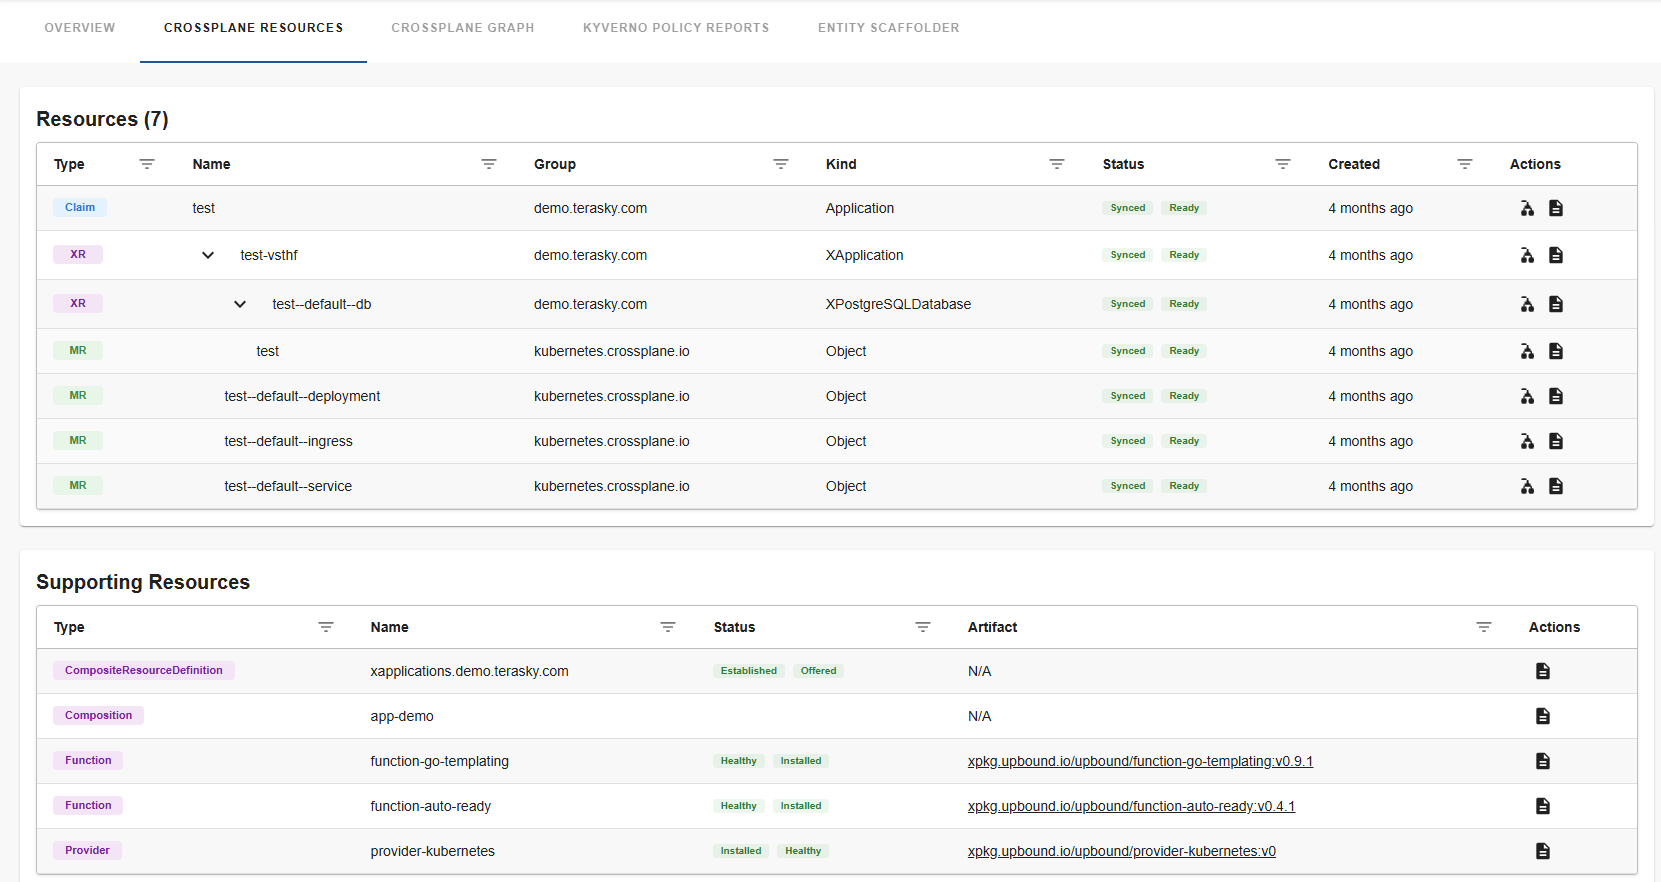 OVERVIEW CROSSPLANE RESOURCES CROSSPLANE GRAPH KYVERNO POLICY REPORTS ENTITY SCAFFOLDER
Resources (7)
Type Name Group Kind Status Created Actions
Claim test demo.terasky.com Application Synced Ready 4 months ago
XR test-vsthf demo.terasky.com XApplication Synced Ready 4 months ago
XR test--default--db demo.terasky.com XPostgreSQLDatabase Synced Ready 4 months ago
MR test kubernetes.crossplane.io Object Synced Ready 4 months ago
MR test--default--deployment kubernetes.crossplane.io Object Synced Ready 4 months ago
MR test--default--ingress kubernetes.crossplane.io Object Synced Ready 4 months ago
MR test--default--service kubernetes.crossplane.io Object Synced Ready 4 months ago
Supporting Resources
Type Name Status Artifact Actions
CompositeResourceDefinition xapplications.demo.terasky.com Established Offered N/A
Composition app-demo N/A
Function function-go-templating Healthy Installed xpkg.upbound.io/upbound/function-go-templating:v0.9.1
Function function-auto-ready Healthy Installed xpkg.upbound.io/upbound/function-auto-ready:v0.4.1
Provider provider-kubernetes Installed Healthy xpkg.upbound.io/upbound/provider-kubernetes:v0